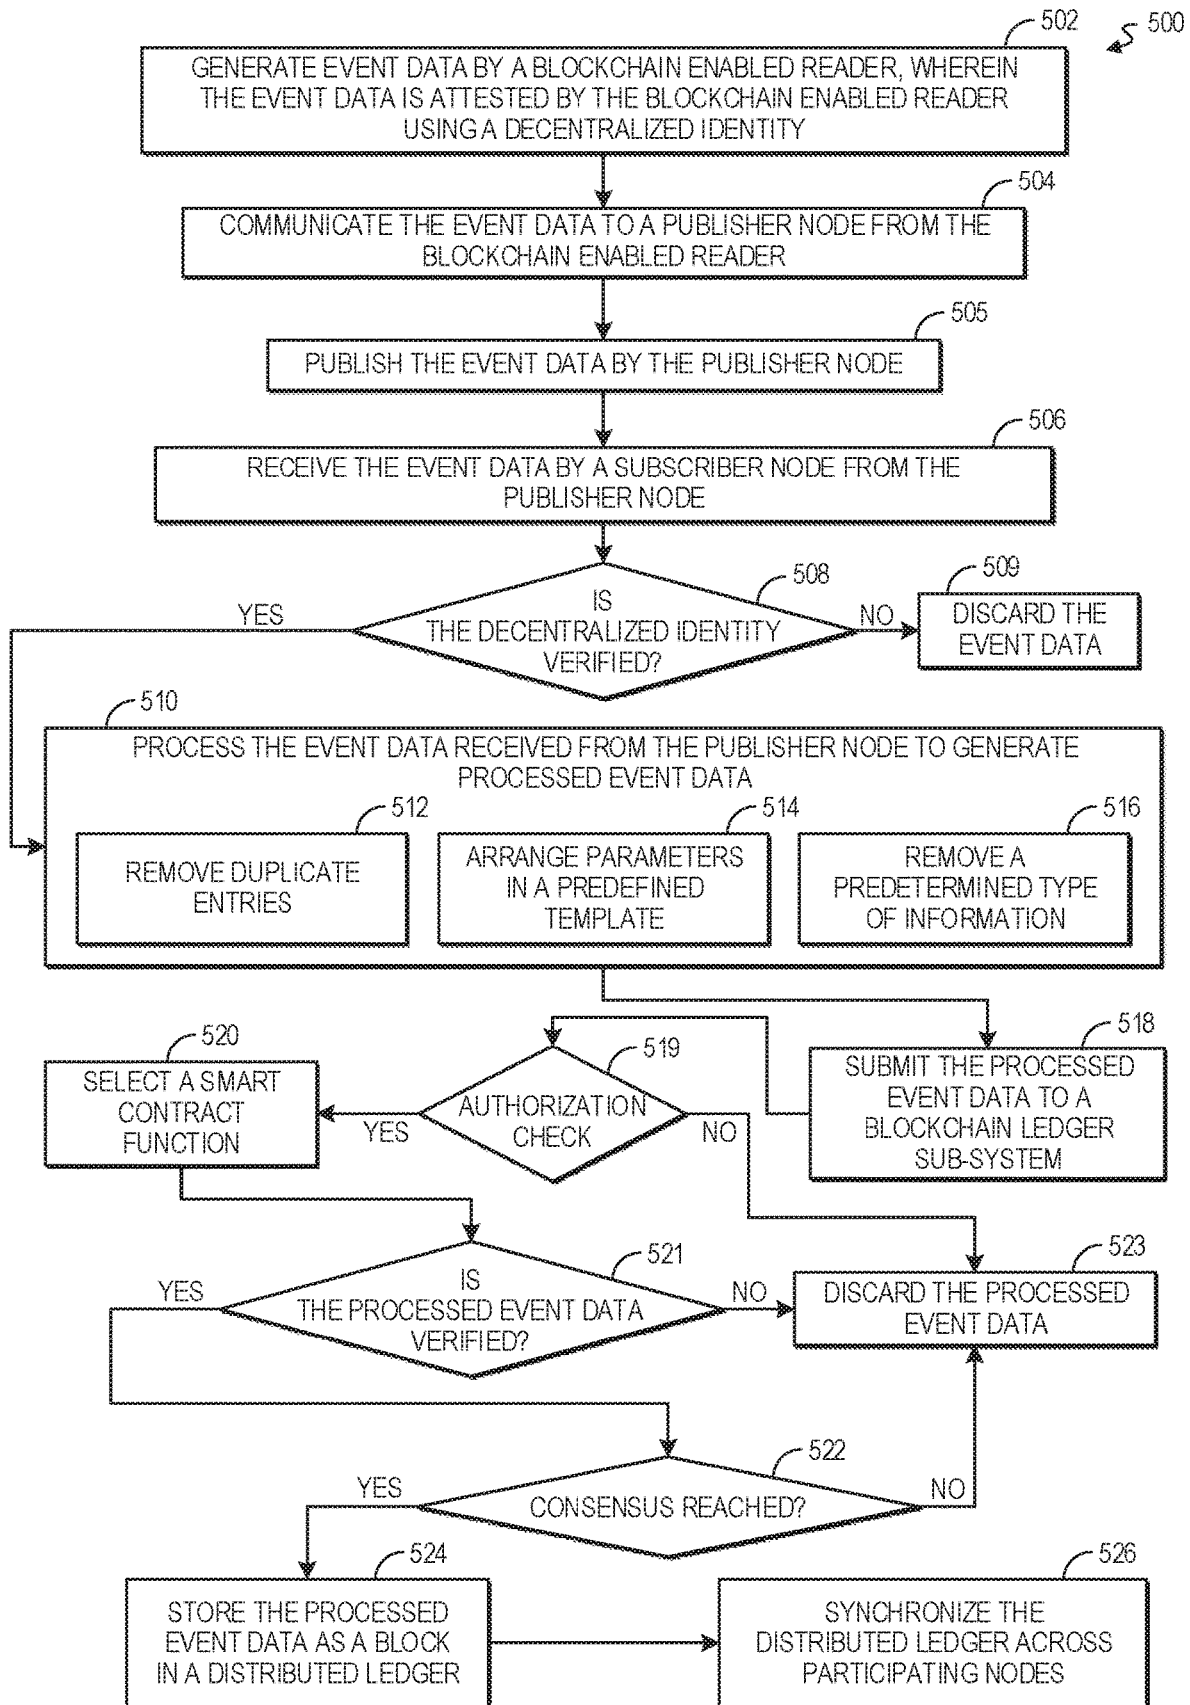 500
502
GENERATE EVENT DATA BY A BLOCKCHAIN ENABLED READER, WHEREIN
THE EVENT DATA IS ATTESTED BY THE BLOCKCHAIN ENABLED READER
USING A DECENTRALIZED IDENTITY
504
COMMUNICATE THE EVENT DATA TO A PUBLISHER NODE FROM THE
BLOCKCHAIN ENABLED READER
505
PUBLISH THE EVENT DATA BY THE PUBLISHER NODE
506
RECEIVE THE EVENT DATA BY A SUBSCRIBER NODE FROM THE
PUBLISHER NODE
508
IS
THE DECENTRALIZED IDENTITY
VERIFIED?
YES
NO
509
DISCARD THE
EVENT DATA
510
PROCESS THE EVENT DATA RECEIVED FROM THE PUBLISHER NODE TO GENERATE
PROCESSED EVENT DATA
512
REMOVE DUPLICATE
ENTRIES
514
ARRANGE PARAMETERS
IN A PREDEFINED
TEMPLATE
516
REMOVE A
PREDETERMINED TYPE
OF INFORMATION
518
SUBMIT THE PROCESSED
EVENT DATA TO A
BLOCKCHAIN LEDGER
SUB-SYSTEM
519
AUTHORIZATION
CHECK
YES
NO
520
SELECT A SMART
CONTRACT
FUNCTION
521
IS
THE PROCESSED EVENT DATA
VERIFIED?
YES
NO
523
DISCARD THE PROCESSED
EVENT DATA
522
CONSENSUS REACHED?
YES
NO
524
STORE THE PROCESSED
EVENT DATA AS A BLOCK
IN A DISTRIBUTED LEDGER
526
SYNCHRONIZE THE
DISTRIBUTED LEDGER ACROSS
PARTICIPATING NODES